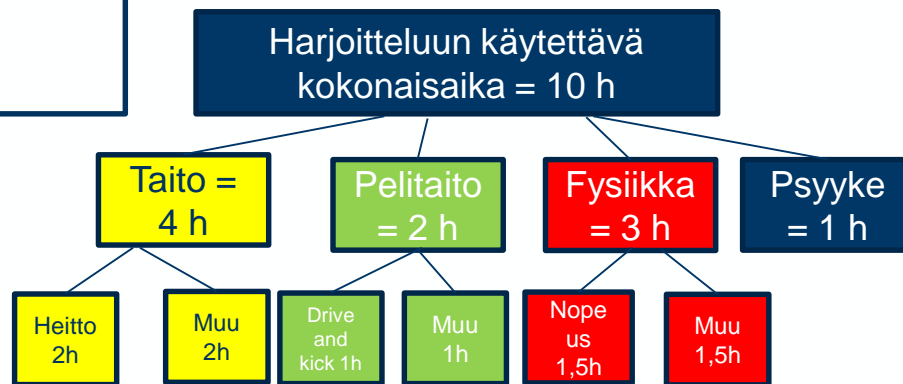 Harjoitteluun käytettävä
kokonaisaika = 10 h
Taito =
4 h
Pelitaito
= 2 h
Fysiikka
= 3 h
Psyyke
= 1 h
Heitto
2h
Muu
2h
Drive
and
kick 1h
Muu
1h
Nope
us
1,5h
Muu
1,5h